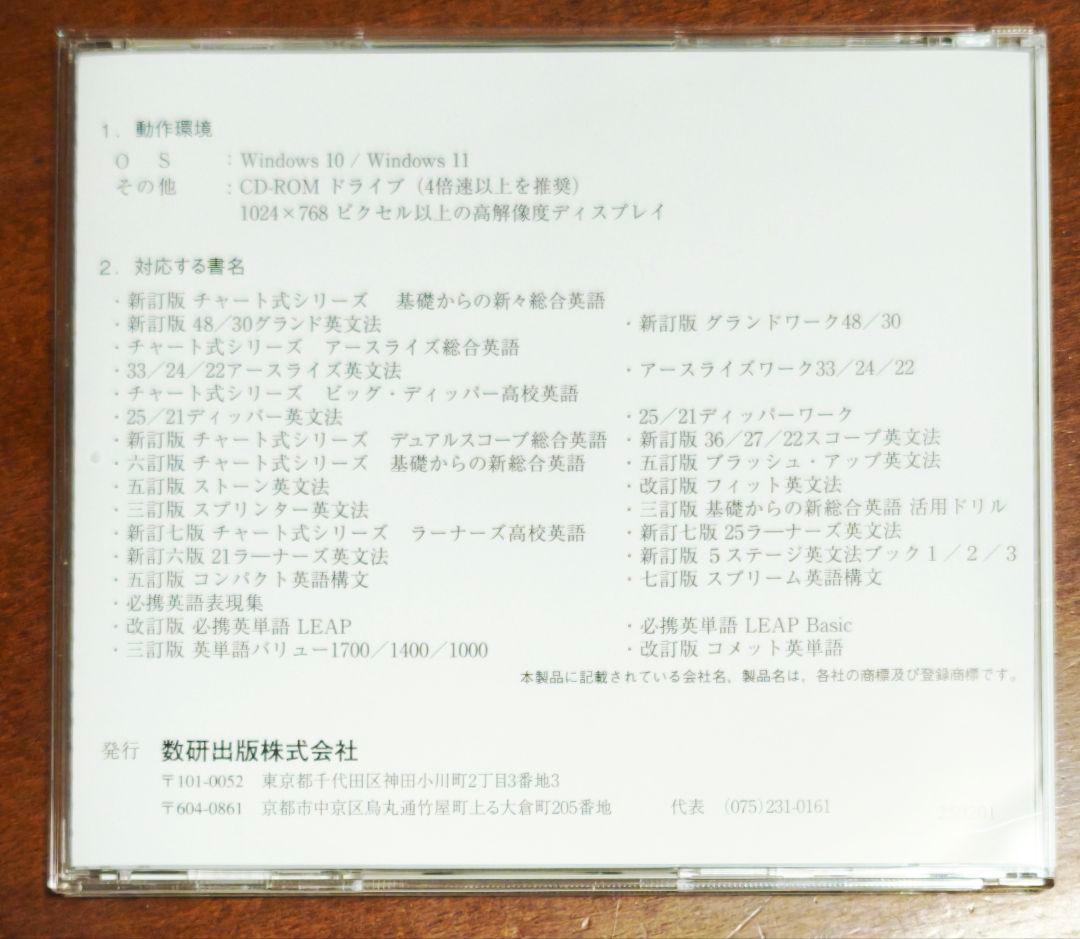 1. 動作環境
O S : Windows 10 / Windows 11
その他 : CD-ROM ドライブ（4倍速以上を推奨）
1024×768 ピクセル以上の高解像度ディスプレイ
2. 対応する書名
・新訂版 チャート式シリーズ 基礎からの新々総合英語
・新訂版 48／30グランド英文法 ・新訂版 グランドワーク48／30
・チャート式シリーズ アースライズ総合英語
・33／24／22アースライズ英文法 ・アースライズワーク33／24／22
・チャート式シリーズ ビッグ・ディッパー高校英語
・25／21ディッパー英文法 ・25／21ディッパーワーク
・新訂版 チャート式シリーズ デュアルスコープ総合英語 ・新訂版 36／27／22スコープ英文法
・六訂版 チャート式シリーズ 基礎からの新総合英語 ・五訂版 ブラッシュ・アップ英文法
・五訂版 ストーン英文法 ・改訂版 フィット英文法
・三訂版 スプリンター英文法 ・三訂版 基礎からの新総合英語 活用ドリル
・新訂七版 チャート式シリーズ ラーナーズ高校英語 ・新訂七版 25ラーナーズ英文法
・新訂六版 21ラーナーズ英文法 ・新訂版 5ステージ英文法ブック1／2／3
・五訂版 コンパクト英語構文 ・七訂版 スプリーム英語構文
・必携英語表現集
・改訂版 必携英単語 LEAP ・必携英単語 LEAP Basic
・三訂版 英単語バリュー1700／1400／1000 ・改訂版 コメット英単語
本製品に記載されている会社名，製品名は，各社の商標及び登録商標です。
発行 数研出版株式会社
〒101-0052 東京都千代田区神田小川町2丁目3番地3
〒604-0861 京都市中京区烏丸通竹屋町上る大倉町205番地 代表 (075)231-0161